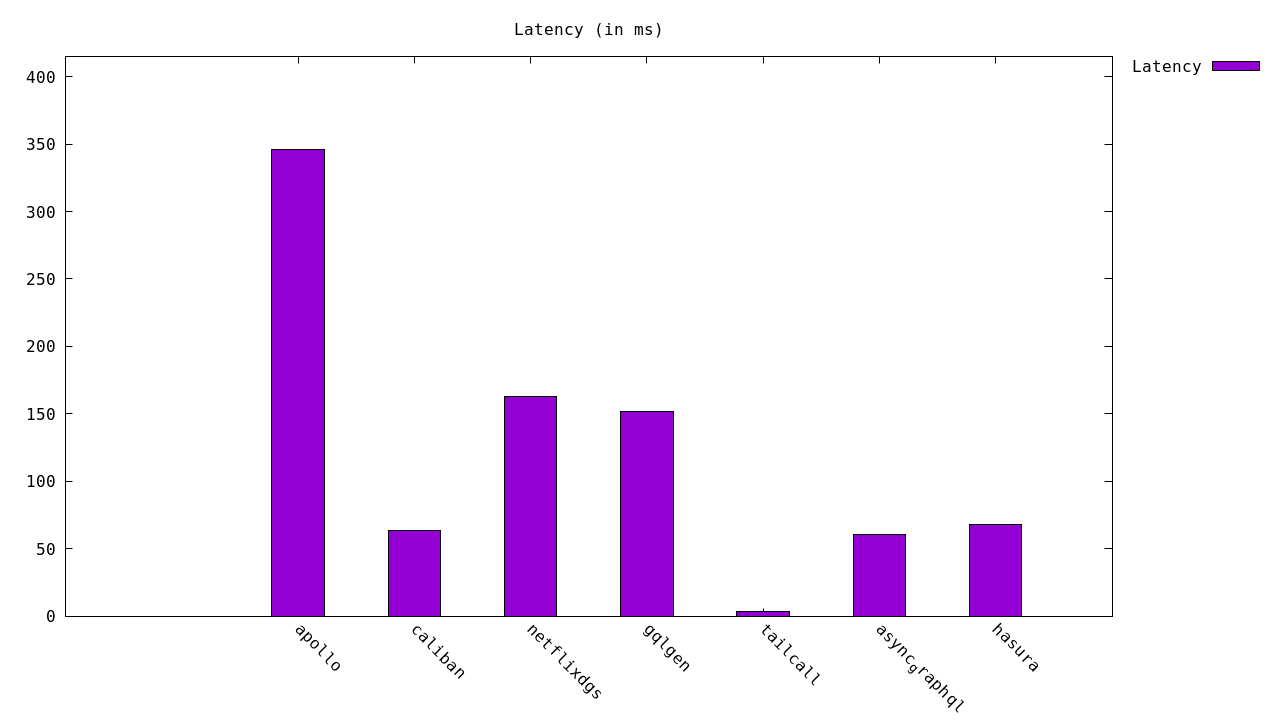 Latency (in ms)
Latency
400
350
300
250
200
150
100
50
0
apollo
caliban
netflixdgs
gqlgen
tailcall
async₉raphql
hasura